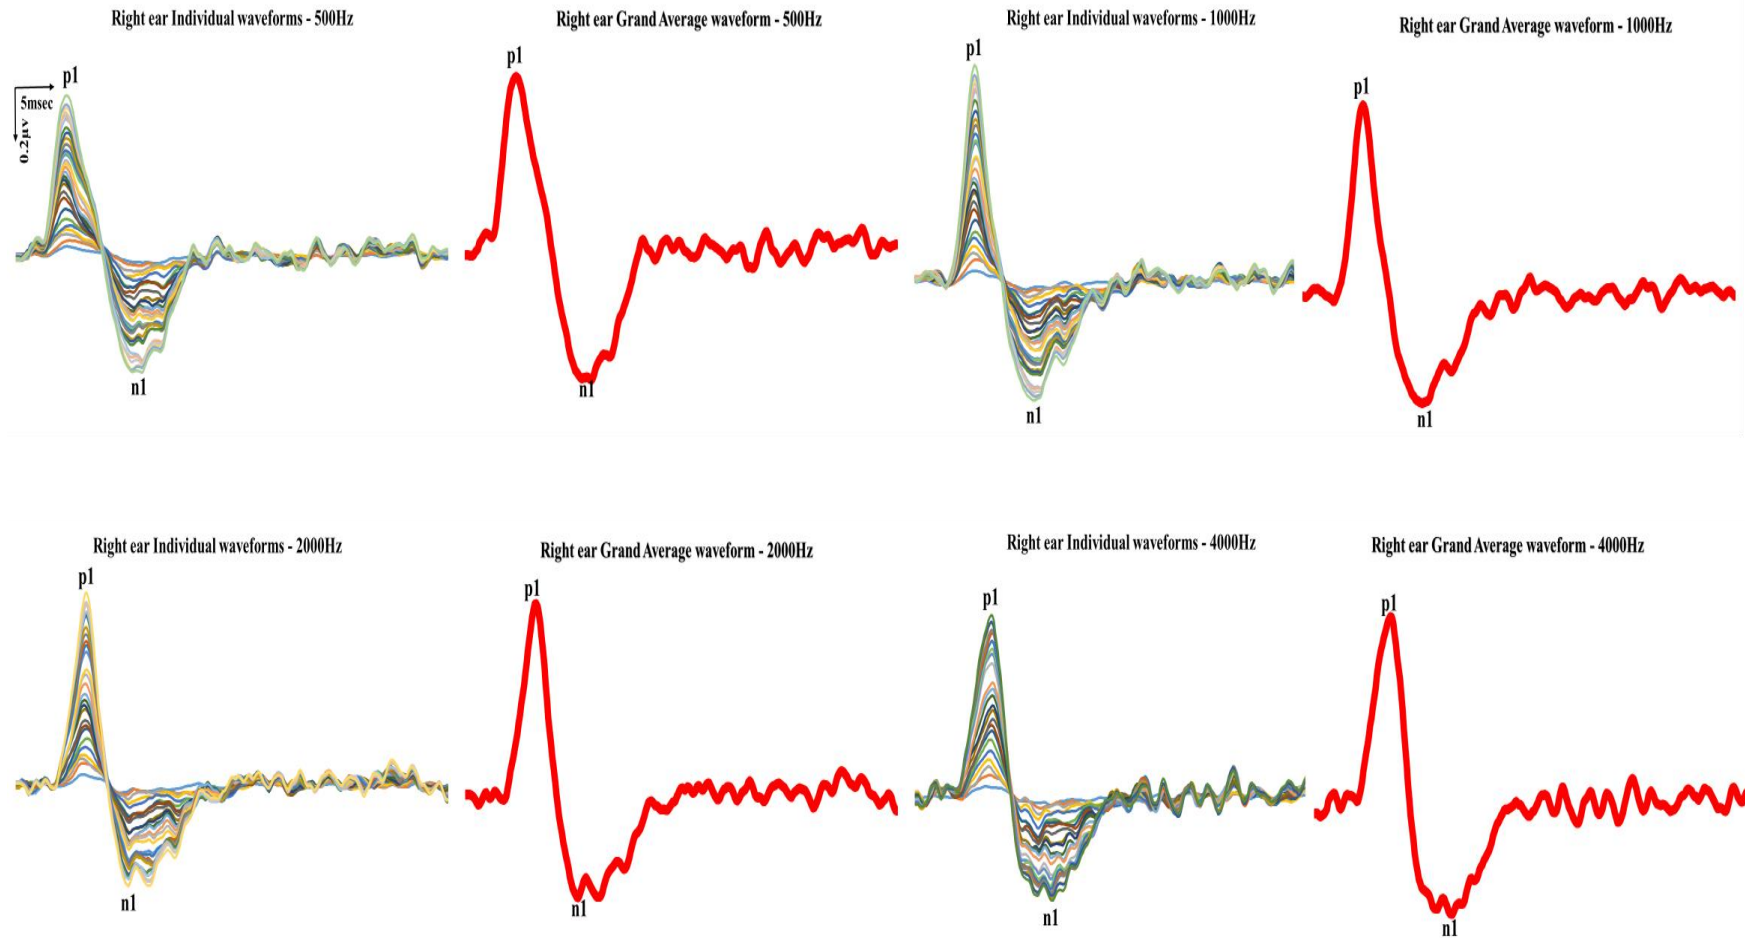 Right ear Individual waveforms - 500Hz
Right ear Grand Average waveform - 500Hz
Right ear Individual waveforms - 1000Hz
Right ear Grand Average waveform - 1000Hz
p1
p1
p1
p1
5msec
0.2μv
n1
n1
n1
n1
Right ear Individual waveforms - 2000Hz
Right ear Grand Average waveform - 2000Hz
Right ear Individual waveforms - 4000Hz
Right ear Grand Average waveform - 4000Hz
p1
p1
p1
p1
n1
n1
n1
n1